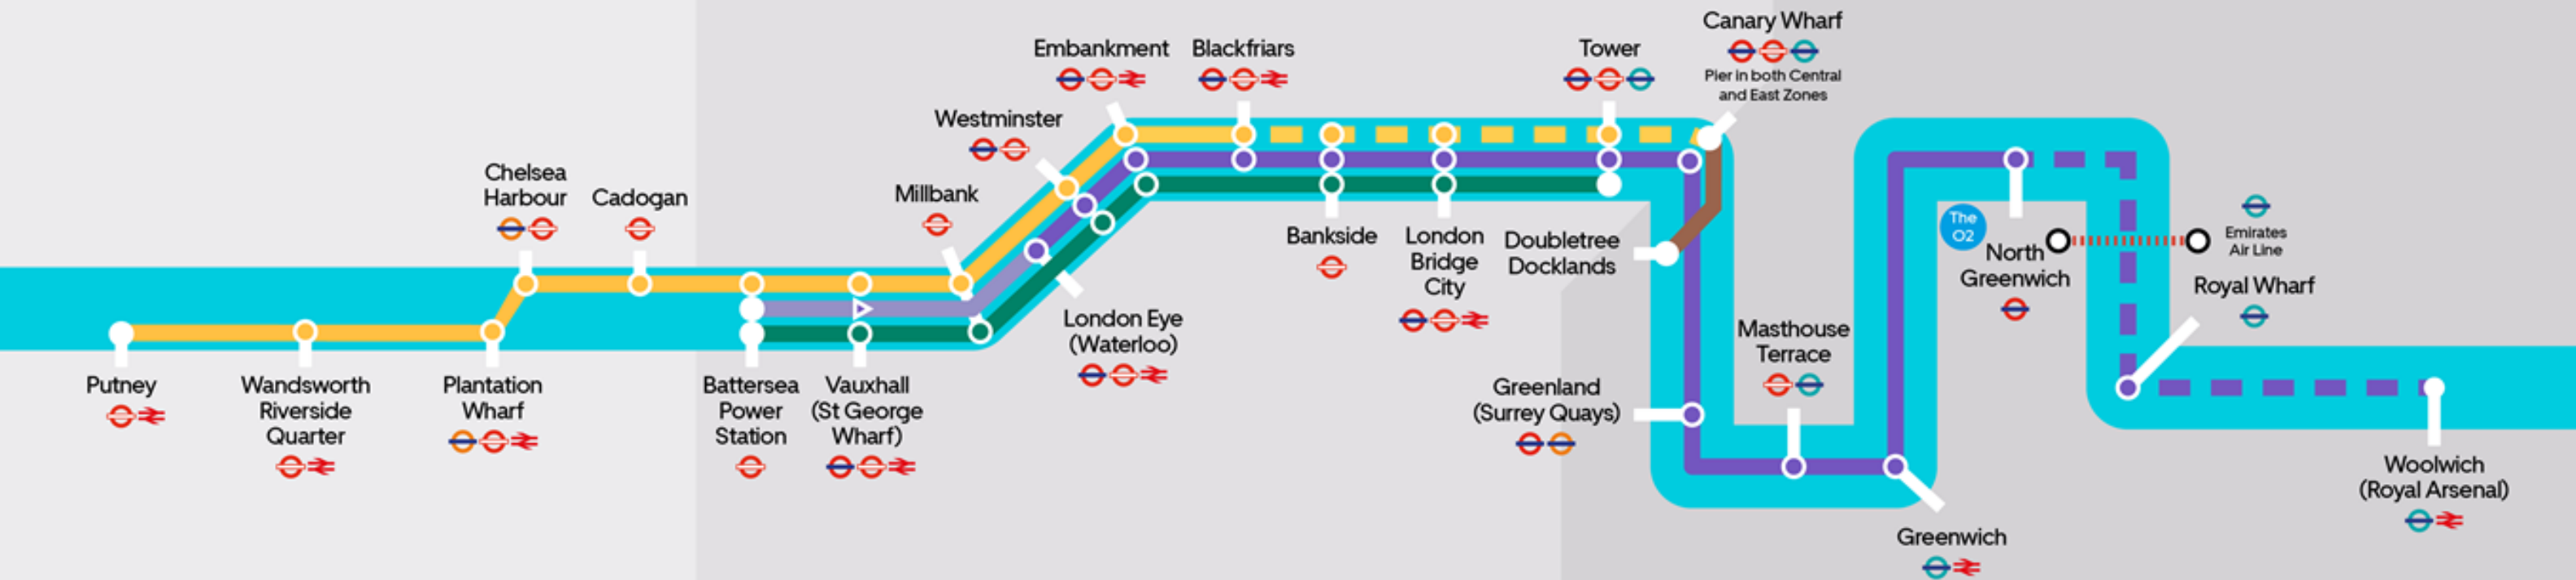 Putney
Wandsworth
Riverside
Quarter
Plantation
Wharf
Chelsea
Harbour
Cadogan
Battersea
Power
Station
Vauxhall
(St George
Wharf)
Millbank
Westminster
London Eye
(Waterloo)
Embankment
Blackfriars
Bankside
London
Bridge
City
Tower
Canary Wharf
Pier in both Central
and East Zones
Doubletree
Docklands
Greenland
(Surrey Quays)
Masthouse
Terrace
Greenwich
The
O2
North
Greenwich
Emirates
Air Line
Royal Wharf
Woolwich
(Royal Arsenal)